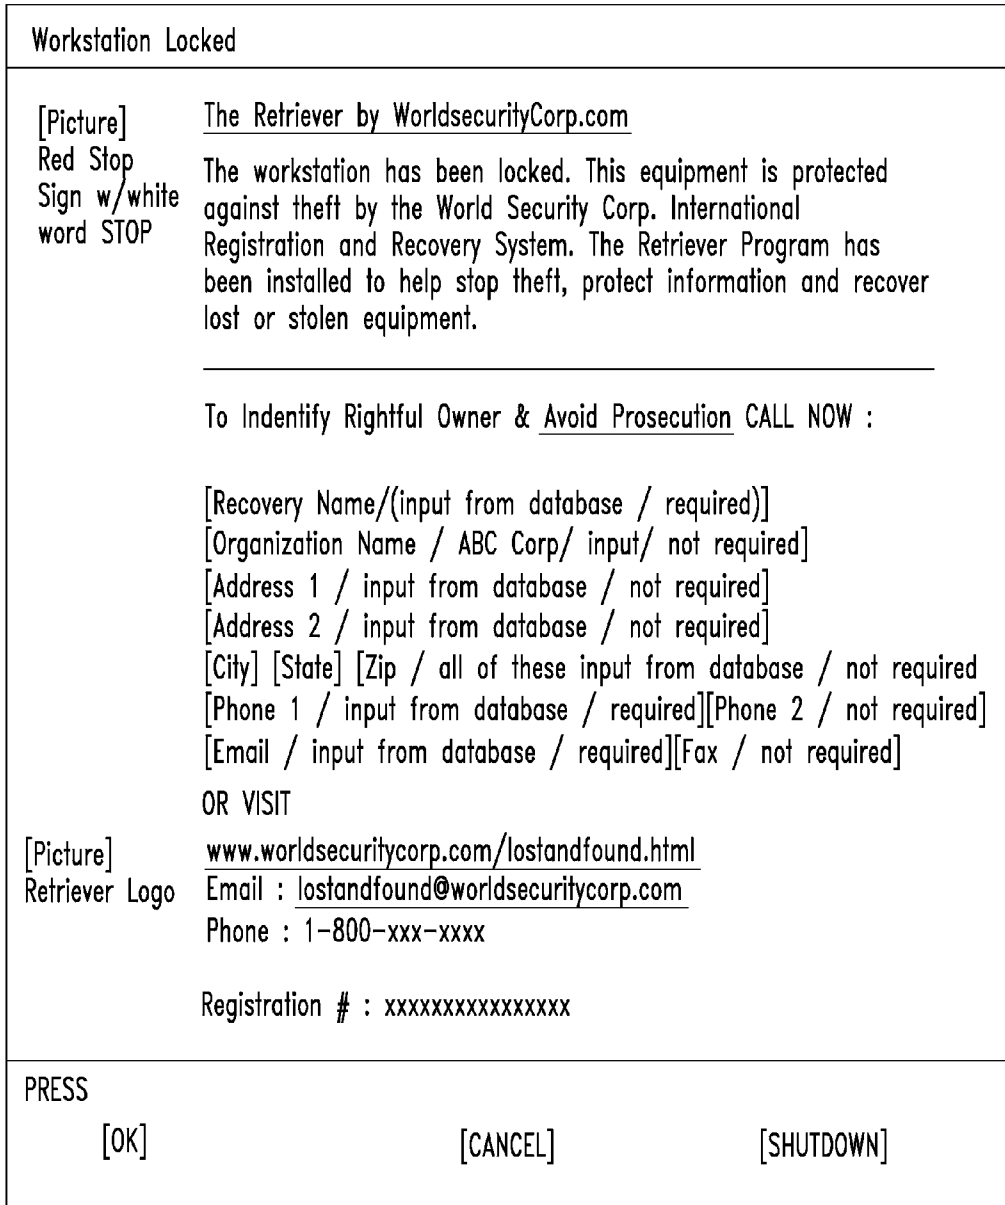 Workstation Locked
[Picture]
Red Stop
Sign w/white
word STOP
The Retriever by WorldsecurityCorp.com
The workstation has been locked. This equipment is protected
against theft by the World Security Corp. International
Registration and Recovery System. The Retriever Program has
been installed to help stop theft, protect information and recover
lost or stolen equipment.
To Indentify Rightful Owner & Avoid Prosecution CALL NOW :
[Recovery Name/(input from database / required)]
[Organization Name / ABC Corp/ input/ not required]
[Address 1 / input from database / not required]
[Address 2 / input from database / not required]
[City] [State] [Zip / all of these input from database / not required
[Phone 1 / input from database / required][Phone 2 / not required]
[Email / input from database / required][Fax / not required]
OR VISIT
[Picture]
Retriever Logo
www.worldsecuritycorp.com/lostandfound.html
Email : lostandfound@worldsecuritycorp.com
Phone : 1-800-xxx-xxxx
Registration # : xxxxxxxxxxxxxxxx
PRESS
[OK] [CANCEL] [SHUTDOWN]